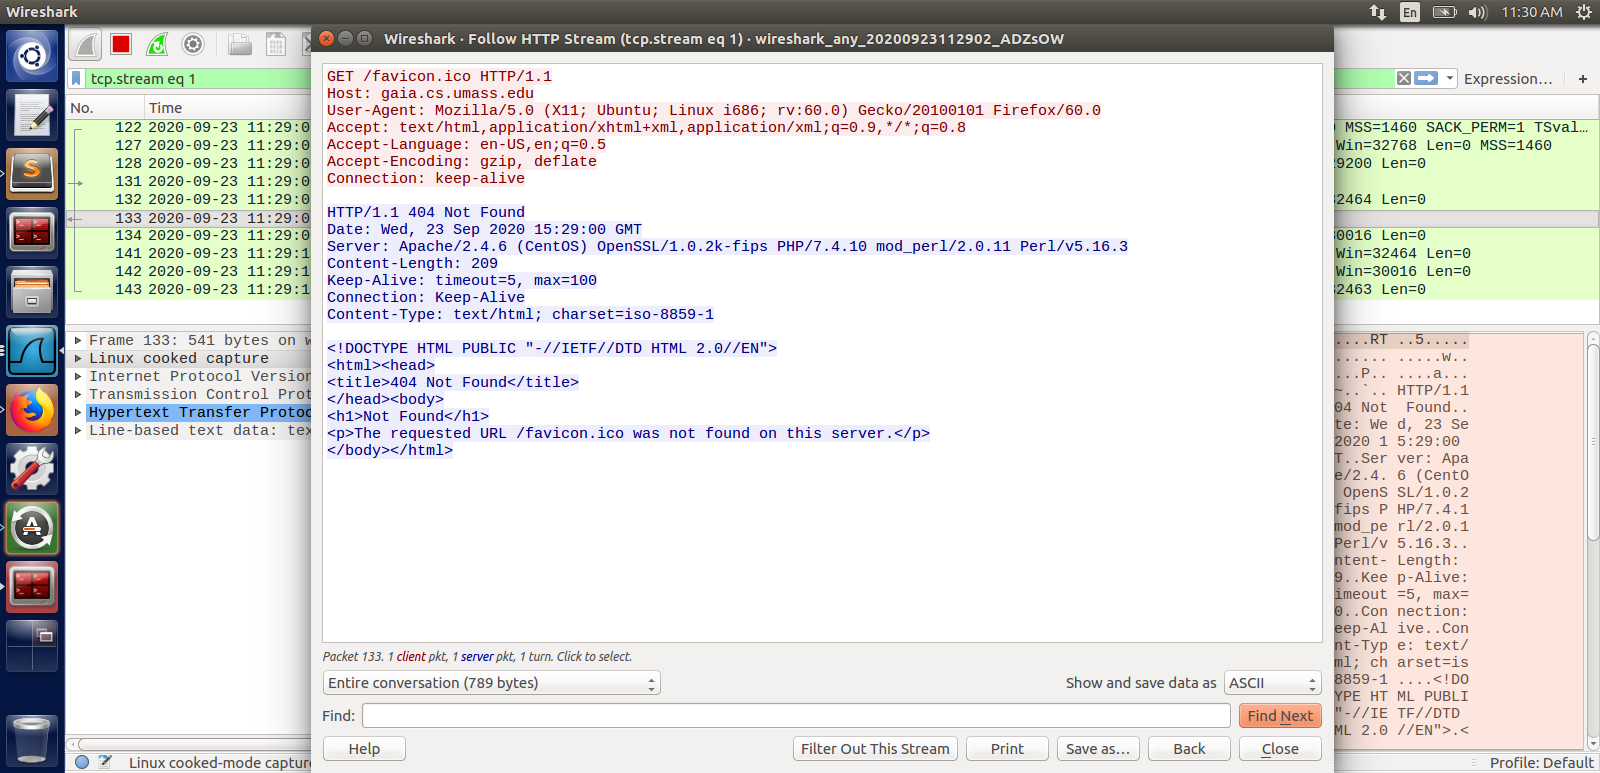 Wireshark
En
11:30 AM
Wireshark · Follow HTTP Stream (tcp.stream eq 1) · wireshark_any_20200923112902_ADZsOW
tcp.stream eq 1
Expression…
+
No.
Time
122 2020-09-23 11:29:0
127 2020-09-23 11:29:0
128 2020-09-23 11:29:0
131 2020-09-23 11:29:0
132 2020-09-23 11:29:0
133 2020-09-23 11:29:0
134 2020-09-23 11:29:0
141 2020-09-23 11:29:1
142 2020-09-23 11:29:1
143 2020-09-23 11:29:1
MSS=1460 SACK_PERM=1 TSval…
Win=32768 Len=0 MSS=1460
29200 Len=0
32464 Len=0
30016 Len=0
Win=32464 Len=0
Win=30016 Len=0
32463 Len=0
GET /favicon.ico HTTP/1.1
Host: gaia.cs.umass.edu
User-Agent: Mozilla/5.0 (X11; Ubuntu; Linux i686; rv:60.0) Gecko/20100101 Firefox/60.0
Accept: text/html,application/xhtml+xml,application/xml;q=0.9,*/*;q=0.8
Accept-Language: en-US,en;q=0.5
Accept-Encoding: gzip, deflate
Connection: keep-alive
HTTP/1.1 404 Not Found
Date: Wed, 23 Sep 2020 15:29:00 GMT
Server: Apache/2.4.6 (CentOS) OpenSSL/1.0.2k-fips PHP/7.4.10 mod_perl/2.0.11 Perl/v5.16.3
Content-Length: 209
Keep-Alive: timeout=5, max=100
Connection: Keep-Alive
Content-Type: text/html; charset=iso-8859-1
<!DOCTYPE HTML PUBLIC "-//IETF//DTD HTML 2.0//EN">
<html><head>
<title>404 Not Found</title>
</head><body>
<h1>Not Found</h1>
<p>The requested URL /favicon.ico was not found on this server.</p>
</body></html>
Frame 133: 541 bytes on w
Linux cooked capture
Internet Protocol Version
Transmission Control Prot
Hypertext Transfer Protoc
Line-based text data: tex
....RT ..5.....
...... .....w..
...P.. ....a...
~..`.. HTTP/1.1
04 Not  Found..
te: We d, 23 Se
2020 1 5:29:00
T..Ser ver: Apa
e/2.4. 6 (CentO
OpenS SL/1.0.2
fips P HP/7.4.1
mod_pe rl/2.0.1
Perl/v 5.16.3..
ntent- Length:
9..Kee p-Alive:
imeout =5, max=
0..Con nection:
eep-Al ive..Con
nt-Typ e: text/
ml; ch arset=is
8859-1 ....<!DO
YPE HT ML PUBLI
"-//IE TF//DTD
ML 2.0 //EN">.<
Packet 133. 1 client pkt, 1 server pkt, 1 turn. Click to select.
Entire conversation (789 bytes)
Show and save data as
ASCII
Find:
Find Next
Help
Filter Out This Stream
Print
Save as…
Back
Close
Linux cooked-mode captur
Profile: Default